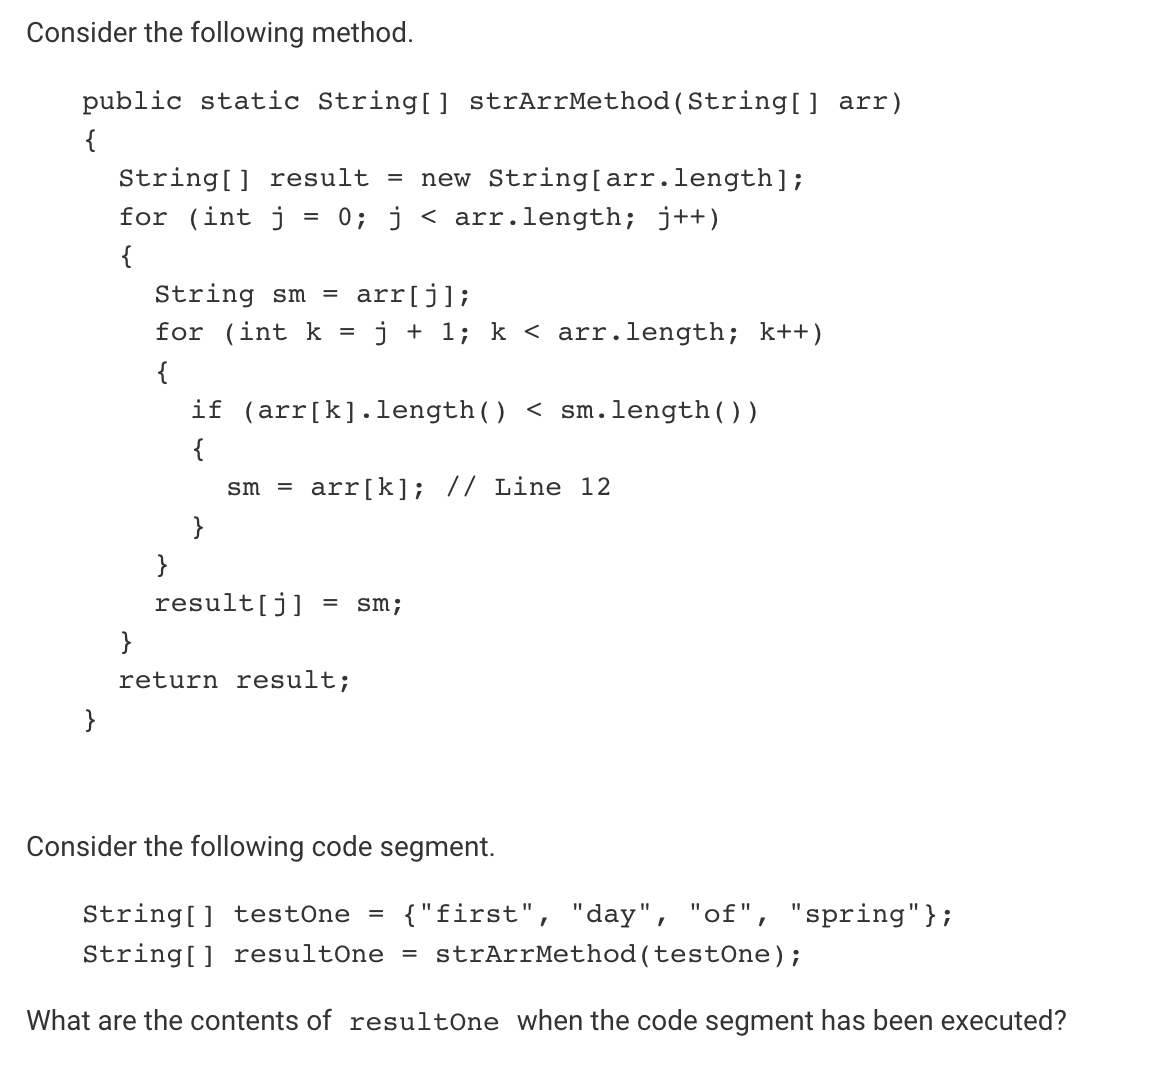 Consider the following method.
public static String[] strArrMethod(String[] arr)
{
String[] result = new String[arr.length];
for (int j = 0; j < arr.length; j++)
{
String sm = arr[j];
for (int k = j + 1; k < arr.length; k++)
{
if (arr[k].length() < sm.length())
{
sm = arr[k]; // Line 12
}
}
result[j] = sm;
}
return result;
}
Consider the following code segment.
String[] testOne = {"first", "day", "of", "spring"};
String[] resultOne = strArrMethod(testOne);
What are the contents of resultOne when the code segment has been executed?